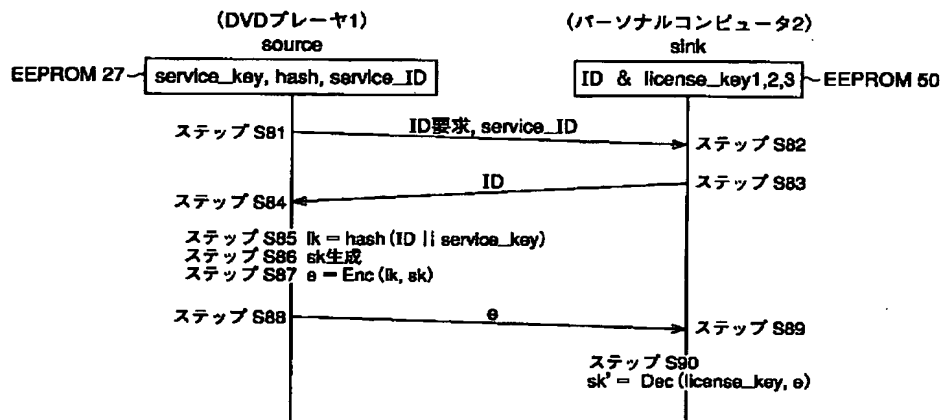 (DVDプレーヤ1)
source
(パーソナルコンピュータ2)
sink
EEPROM 27
service_key, hash, service_ID
ID & license_key1,2,3
EEPROM 50
ステップ S81
ID要求, service_ID
ステップ S82
ID
ステップ S83
ステップ S84
ステップ S85 lk = hash (ID || service_key)
ステップ S86 sk生成
ステップ S87 e = Enc (lk, sk)
ステップ S88
e
ステップ S89
ステップ S90
sk' = Dec (license_key, e)